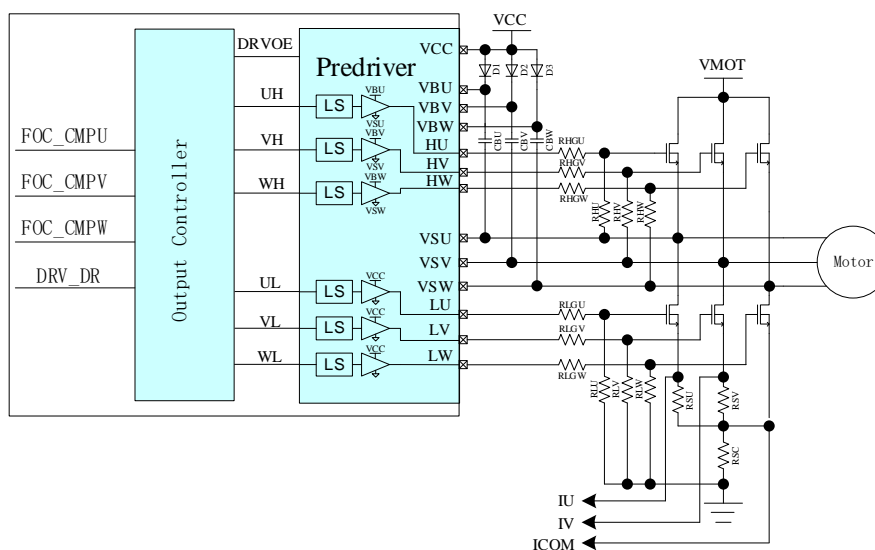 VCC
DRVOE
VCC
D1
D2
D3
VMOT
Predriver
VBU
UH
LS
VBU
VSU
VBV
VBW
CBU
CBV
CBW
FOC_CMPU
VH
LS
VBV
VSV
HU
RHGU
HV
RHGV
FOC_CMPV
WH
LS
VBW
VSW
HW
RHGW
RHU
RHV
RHW
FOC_CMPW
VSU
VSV
Motor
DRV_DR
VSW
Output Controller
UL
LS
VCC
LU
RLGU
VL
LS
VCC
LV
RLGV
WL
LS
VCC
LW
RLGW
RLU
RLV
RLW
RSU
RSV
RSC
IU
IV
ICOM